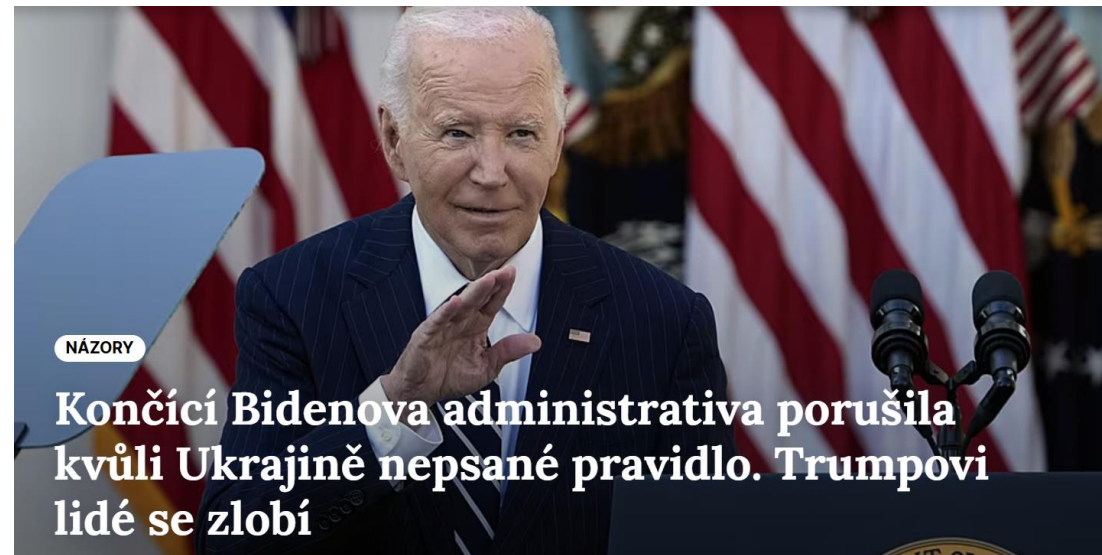 NÁZORY
Končící Bidenova administrativa porušila
kvůli Ukrajině nepsané pravidlo. Trumpovi
lidé se zlobí